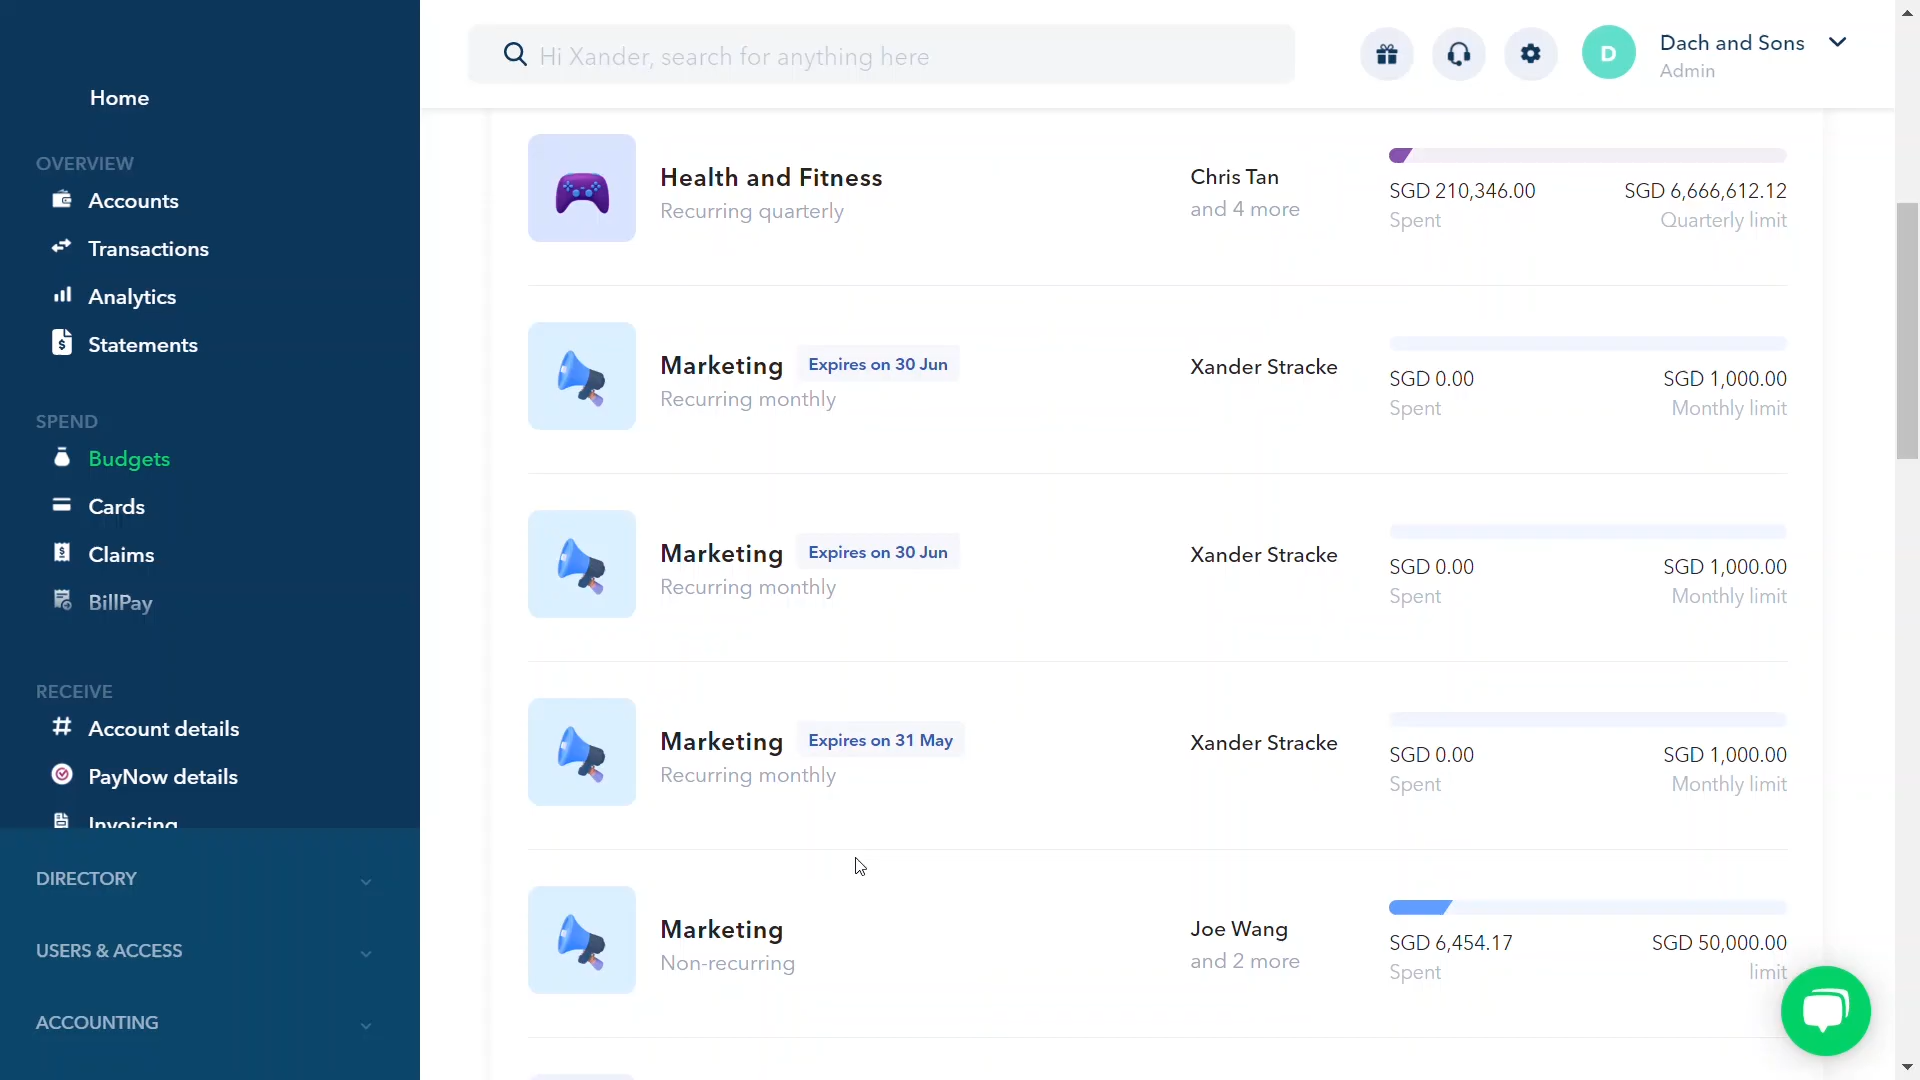 Hi Xander, search for anything here
Dach and Sons
Admin
D
Home
OVERVIEW
Accounts
Transactions
Analytics
Statements
SPEND
Budgets
Cards
Claims
BillPay
RECEIVE
Account details
PayNow details
Invoicing
DIRECTORY
USERS & ACCESS
ACCOUNTING
Health and Fitness
Recurring quarterly
Chris Tan
and 4 more
SGD 210,346.00
Spent
SGD 6,666,612.12
Quarterly limit
Marketing Expires on 30 Jun
Recurring monthly
Xander Stracke
SGD 0.00
Spent
SGD 1,000.00
Monthly limit
Marketing Expires on 30 Jun
Recurring monthly
Xander Stracke
SGD 0.00
Spent
SGD 1,000.00
Monthly limit
Marketing Expires on 31 May
Recurring monthly
Xander Stracke
SGD 0.00
Spent
SGD 1,000.00
Monthly limit
Marketing
Non-recurring
Joe Wang
and 2 more
SGD 6,454.17
Spent
SGD 50,000.00
limit